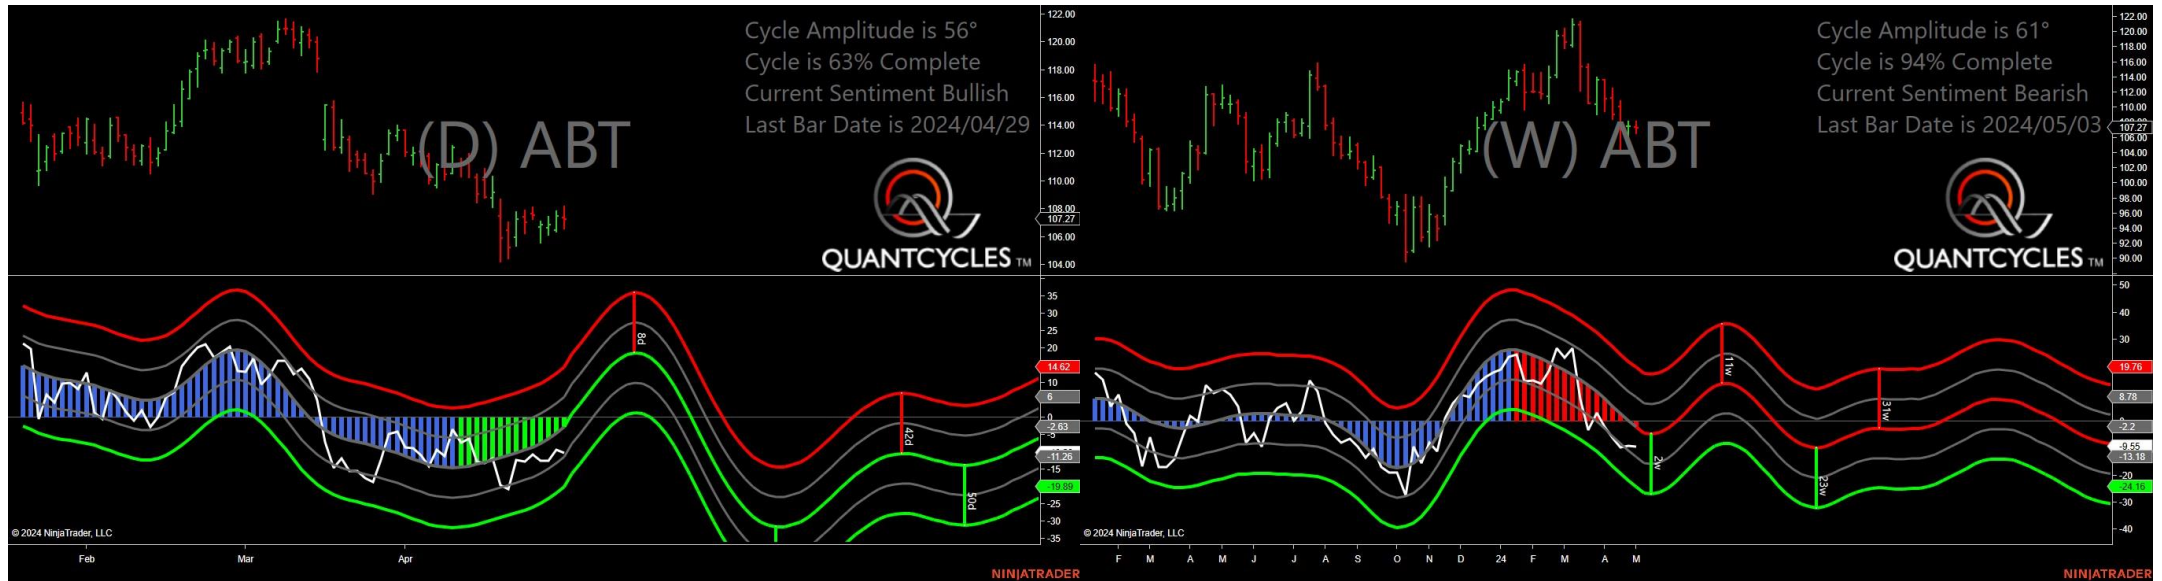 Cycle Amplitude is 56°
Cycle is 63% Complete
Current Sentiment Bullish
Last Bar Date is 2024/04/29
(D) ABT
QUANTCYCLES TM
122.00
120.00
118.00
116.00
114.00
112.00
110.00
108.00
107.27
106.00
104.00
35
30
25
20
14.62
10
6
0
-2.63
-5
-11.26
-15
-19.89
-25
-30
-35
8d
42d
50d
© 2024 NinjaTrader, LLC
Feb Mar Apr
NINJATRADER
Cycle Amplitude is 61°
Cycle is 94% Complete
Current Sentiment Bearish
Last Bar Date is 2024/05/03
(W) ABT
QUANTCYCLES TM
122.00
120.00
118.00
116.00
114.00
112.00
110.00
107.27
106.00
104.00
102.00
100.00
98.00
96.00
94.00
92.00
90.00
50
40
30
19.76
8.78
0
-2.2
-9.55
-13.18
-20
-24.16
-30
-40
2w
11w
23w
31w
© 2024 NinjaTrader, LLC
F M A M J J A S O N D 24 F M A M
NINJATRADER